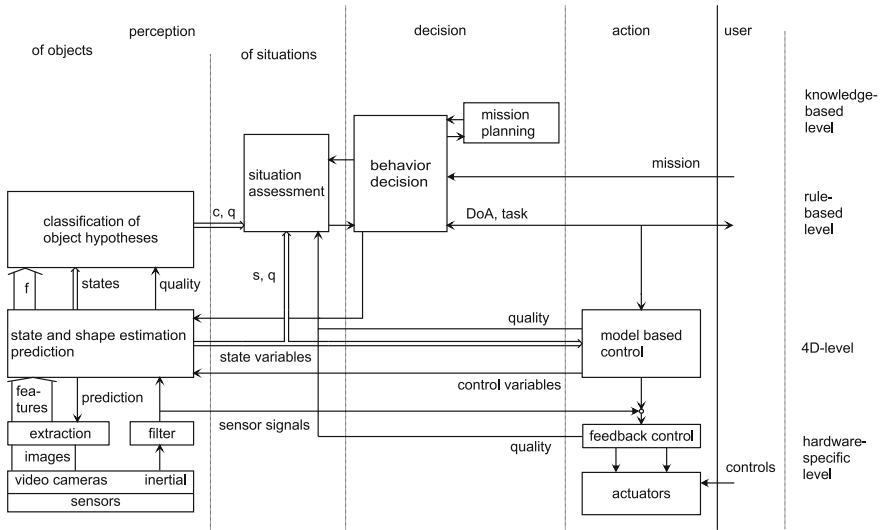 perception
decision
action
user
of objects
of situations
knowledge-
based
level
mission
planning
mission
situation
assessment
behavior
decision
classification of
object hypotheses
c, q
DoA, task
rule-
based
level
f
states
quality
s, q
state and shape estimation
prediction
quality
state variables
model based
control
4D-level
control variables
fea-
tures
prediction
sensor signals
extraction
filter
feedback control
quality
images
hardware-
specific
level
video cameras
inertial
sensors
actuators
controls